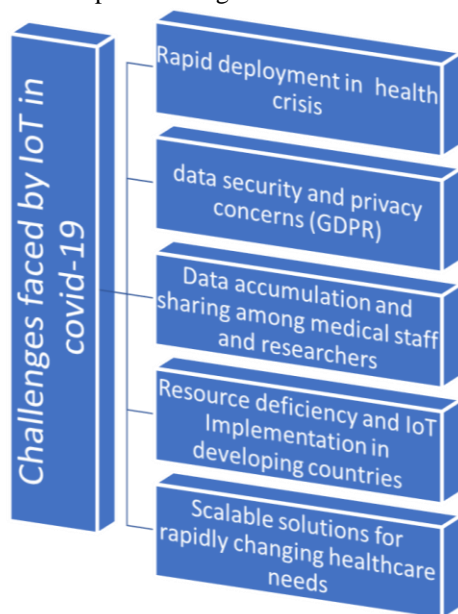 Challenges faced by IoT in
covid-19
Rapid deployment in health
crisis
data security and privacy
concerns (GDPR)
Data accumulation and
sharing among medical staff
and researchers
Resource deficiency and IoT
Implementation in
developing countries
Scalable solutions for
rapidly changing healthcare
needs